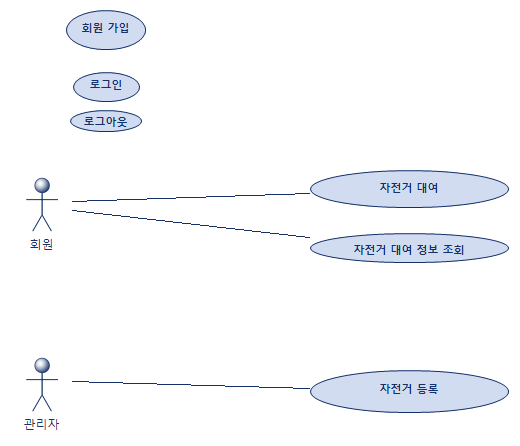 회원 가입
로그인
로그아웃
자전거 대여
회원
자전거 대여 정보 조회
자전거 등록
관리자